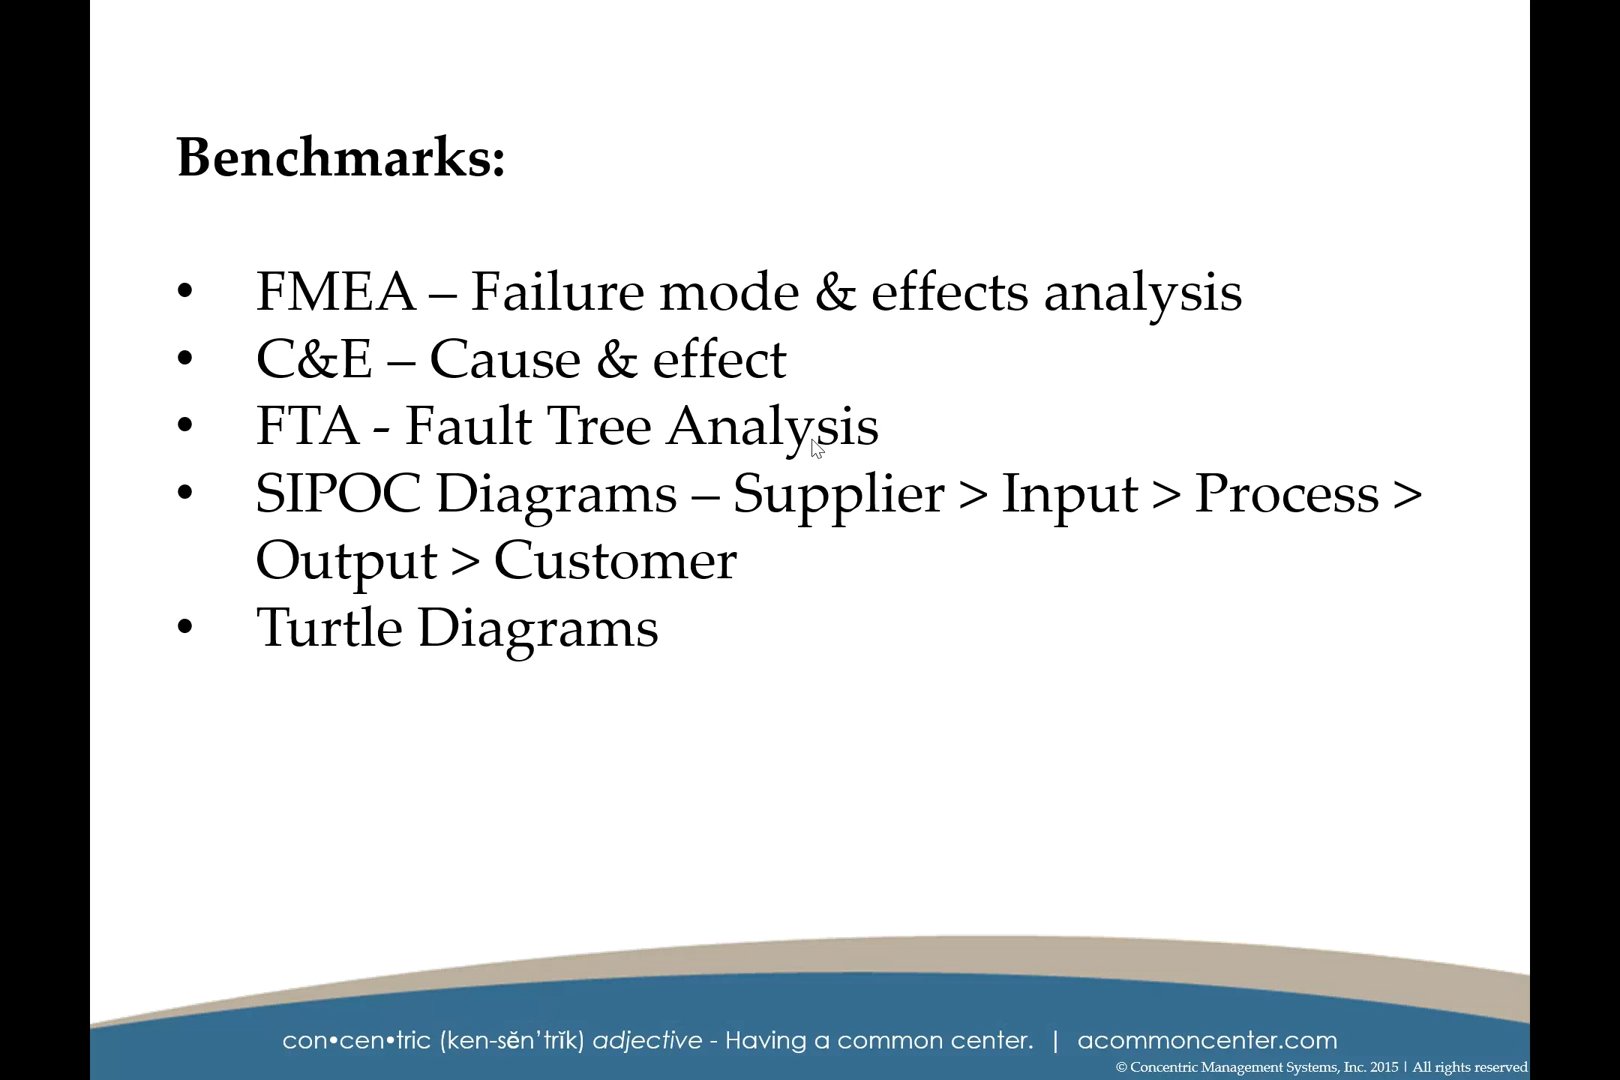 Benchmarks:
• FMEA – Failure mode & effects analysis
• C&E – Cause & effect
• FTA - Fault Tree Analysis
• SIPOC Diagrams – Supplier > Input > Process >
Output > Customer
• Turtle Diagrams
con•cen•tric (ken-sĕn’trĭk) adjective - Having a common center. | acommoncenter.com
© Concentric Management Systems, Inc. 2015 | All rights reserved